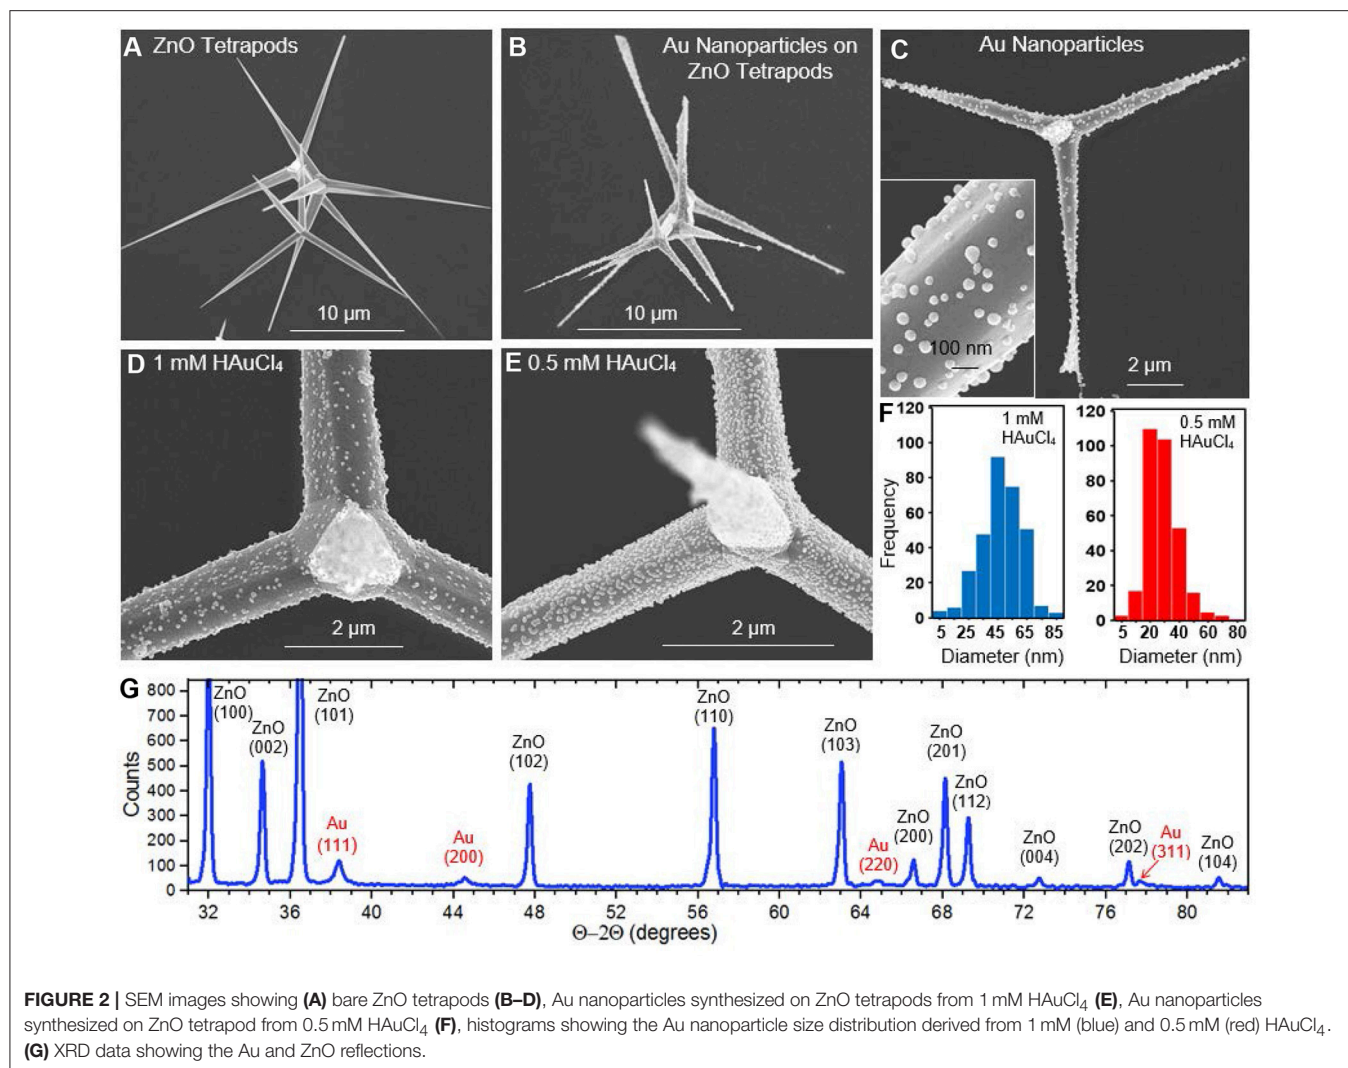 A ZnO Tetrapods
10 µm
B Au Nanoparticles on
ZnO Tetrapods
10 µm
C Au Nanoparticles
100 nm
2 µm
D 1 mM HAuCl₄
2 µm
E 0.5 mM HAuCl₄
2 µm
F
120
100
80
60
40
20
0
Frequency
1 mM
HAuCl₄
5 25 45 65 85
Diameter (nm)
120
100
80
60
40
20
0
0.5 mM
HAuCl₄
5 20 40 60 80
Diameter (nm)
G
800
700
600
500
400
300
200
100
0
Counts
ZnO
(100)
ZnO
(002)
ZnO
(101)
Au
(111)
Au
(200)
ZnO
(102)
ZnO
(110)
ZnO
(103)
Au
(220)
ZnO
(200)
ZnO
(201)
ZnO
(112)
ZnO
(004)
ZnO
(202)
Au
(311)
ZnO
(104)
32 36 40 44 48 52 56 60 64 68 72 76 80
Θ–2Θ (degrees)
FIGURE 2 | SEM images showing (A) bare ZnO tetrapods (B–D), Au nanoparticles synthesized on ZnO tetrapods from 1 mM HAuCl₄ (E), Au nanoparticles
synthesized on ZnO tetrapod from 0.5 mM HAuCl₄ (F), histograms showing the Au nanoparticle size distribution derived from 1 mM (blue) and 0.5 mM (red) HAuCl₄.
(G) XRD data showing the Au and ZnO reflections.